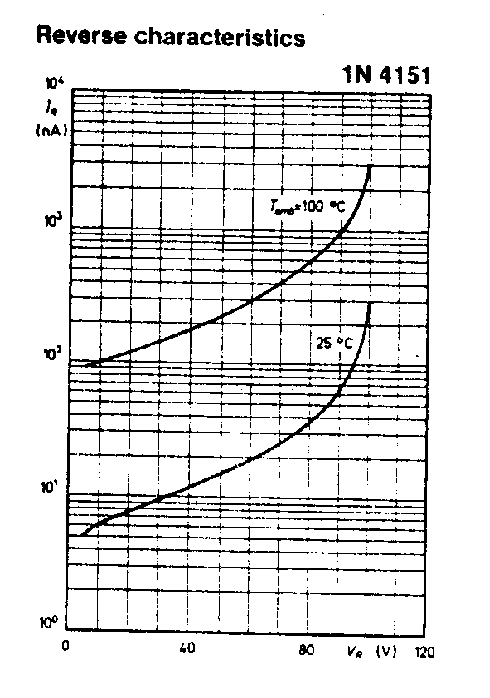 Reverse characteristics
1N 4151
10⁴
I_R
(nA)
T_amb=100 °C
10³
25 °C
10²
10¹
10⁰
0 40 80 V_R (V) 120